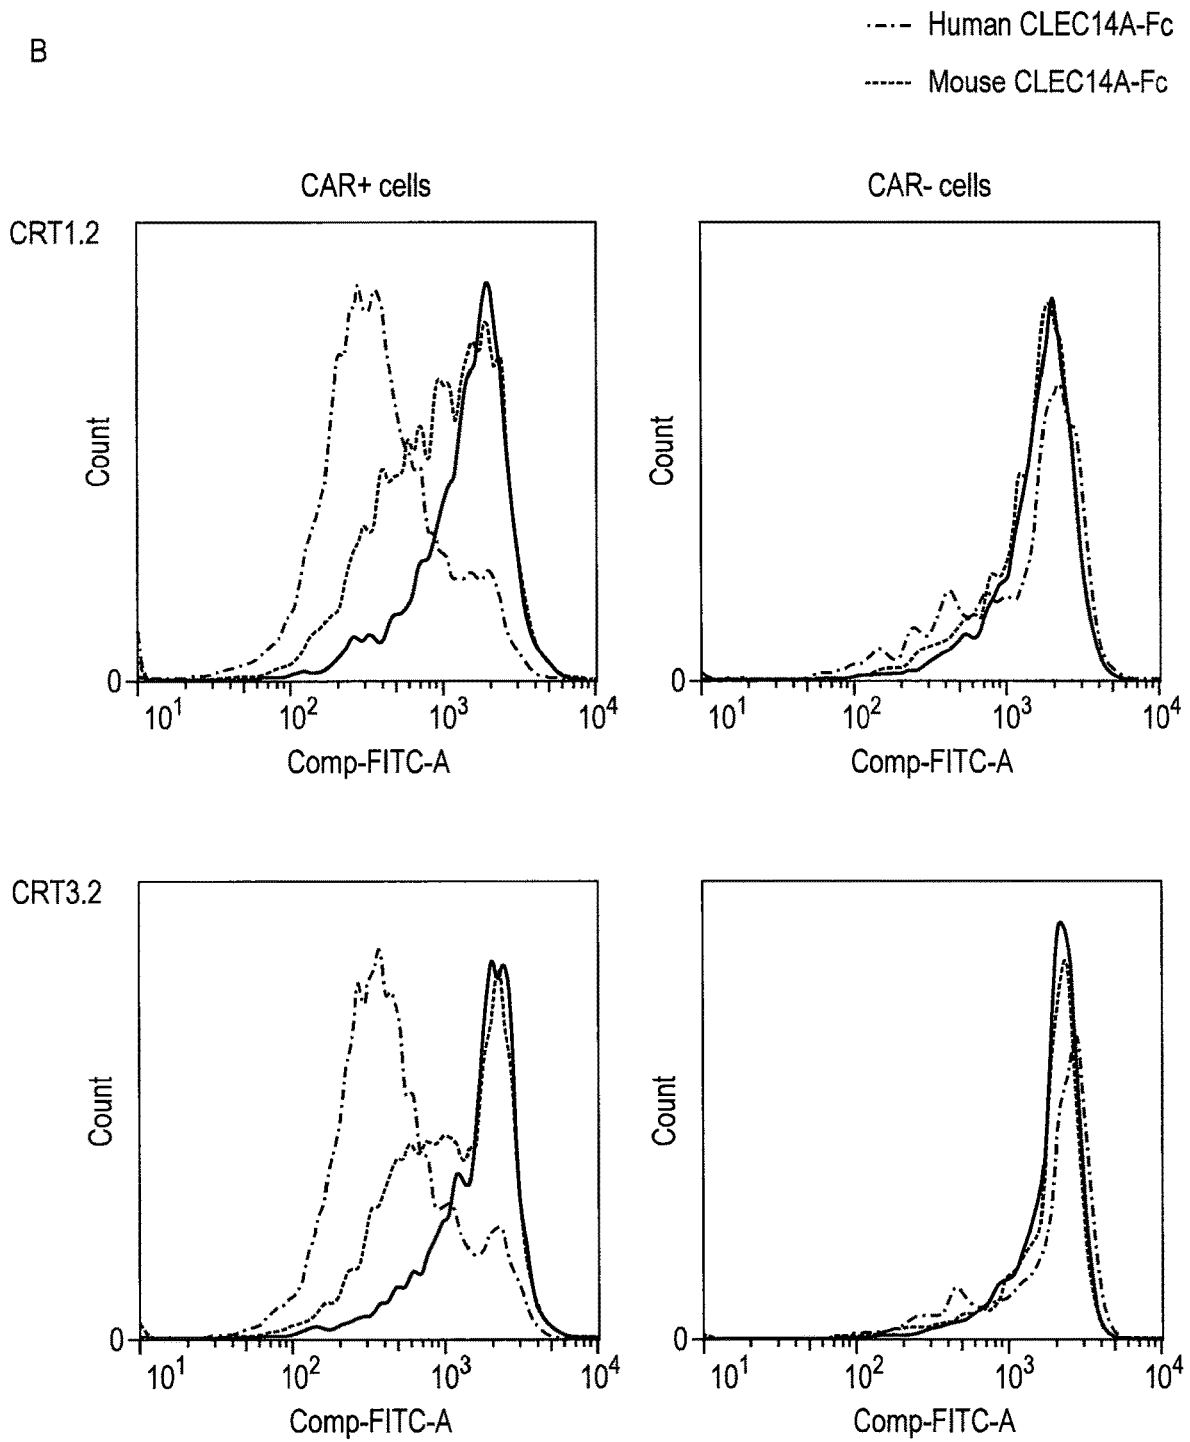 B
Human CLEC14A-Fc
Mouse CLEC14A-Fc
CAR+ cells
CAR- cells
CRT1.2
Count
Count
0
0
10¹ 10² 10³ 10⁴
10¹ 10² 10³ 10⁴
Comp-FITC-A
Comp-FITC-A
CRT3.2
Count
Count
0
0
10¹ 10² 10³ 10⁴
10¹ 10² 10³ 10⁴
Comp-FITC-A
Comp-FITC-A